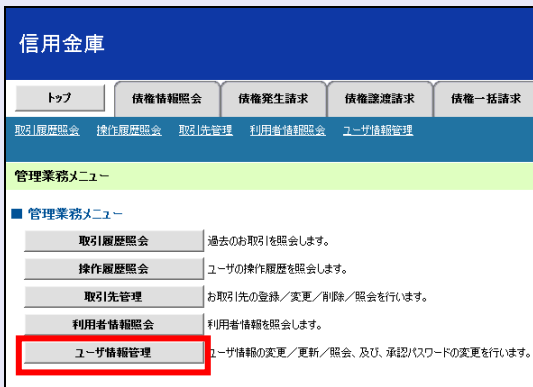 信用金庫
トップ 債権情報照会 債権発生請求 債権譲渡請求 債権一括請求
取引履歴照会 操作履歴照会 取引先管理 利用者情報照会 ユーザ情報管理
管理業務メニュー
■ 管理業務メニュー
取引履歴照会 過去のお取引を照会します。
操作履歴照会 ユーザの操作履歴を照会します。
取引先管理 お取引先の登録／変更／削除／照会を行います。
利用者情報照会 利用者情報を照会します。
ユーザ情報管理 ユーザ情報の変更／更新／照会、及び、承認パスワードの変更を行います。